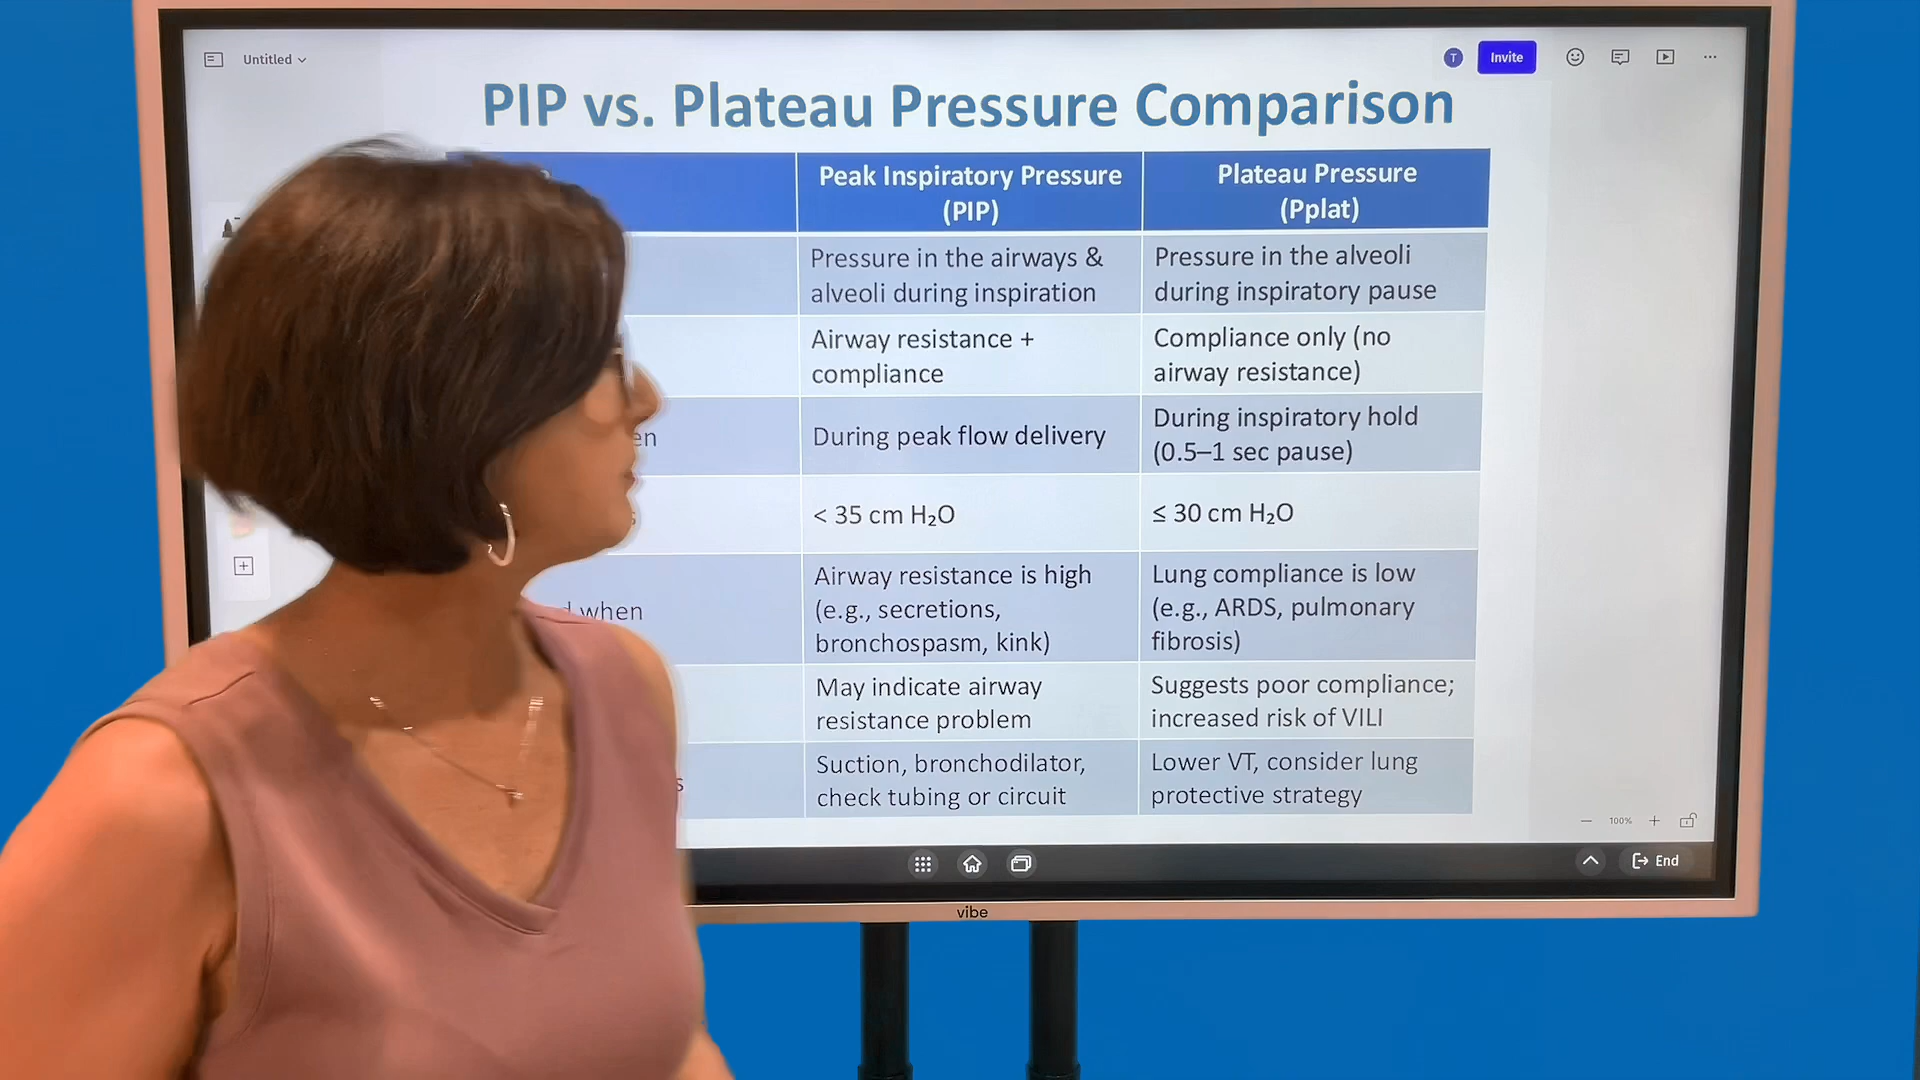 Untitled
T
Invite
PIP vs. Plateau Pressure Comparison
Peak Inspiratory Pressure
(PIP)
Plateau Pressure
(Pplat)
Pressure in the airways &
alveoli during inspiration
Pressure in the alveoli
during inspiratory pause
Airway resistance +
compliance
Compliance only (no
airway resistance)
During peak flow delivery
During inspiratory hold
(0.5–1 sec pause)
< 35 cm H₂O
≤ 30 cm H₂O
when
Airway resistance is high
(e.g., secretions,
bronchospasm, kink)
Lung compliance is low
(e.g., ARDS, pulmonary
fibrosis)
May indicate airway
resistance problem
Suggests poor compliance;
increased risk of VILI
Suction, bronchodilator,
check tubing or circuit
Lower VT, consider lung
protective strategy
100%
End
vibe